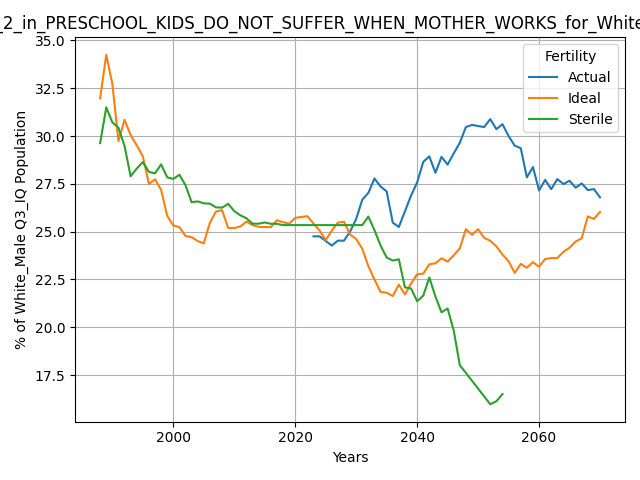 _2_in_PRESCHOOL_KIDS_DO_NOT_SUFFER_WHEN_MOTHER_WORKS_for_White
35.0
32.5
30.0
27.5
25.0
22.5
20.0
17.5
% of White_Male Q3_IQ Population
Fertility
Actual
Ideal
Sterile
2000
2020
2040
2060
Years